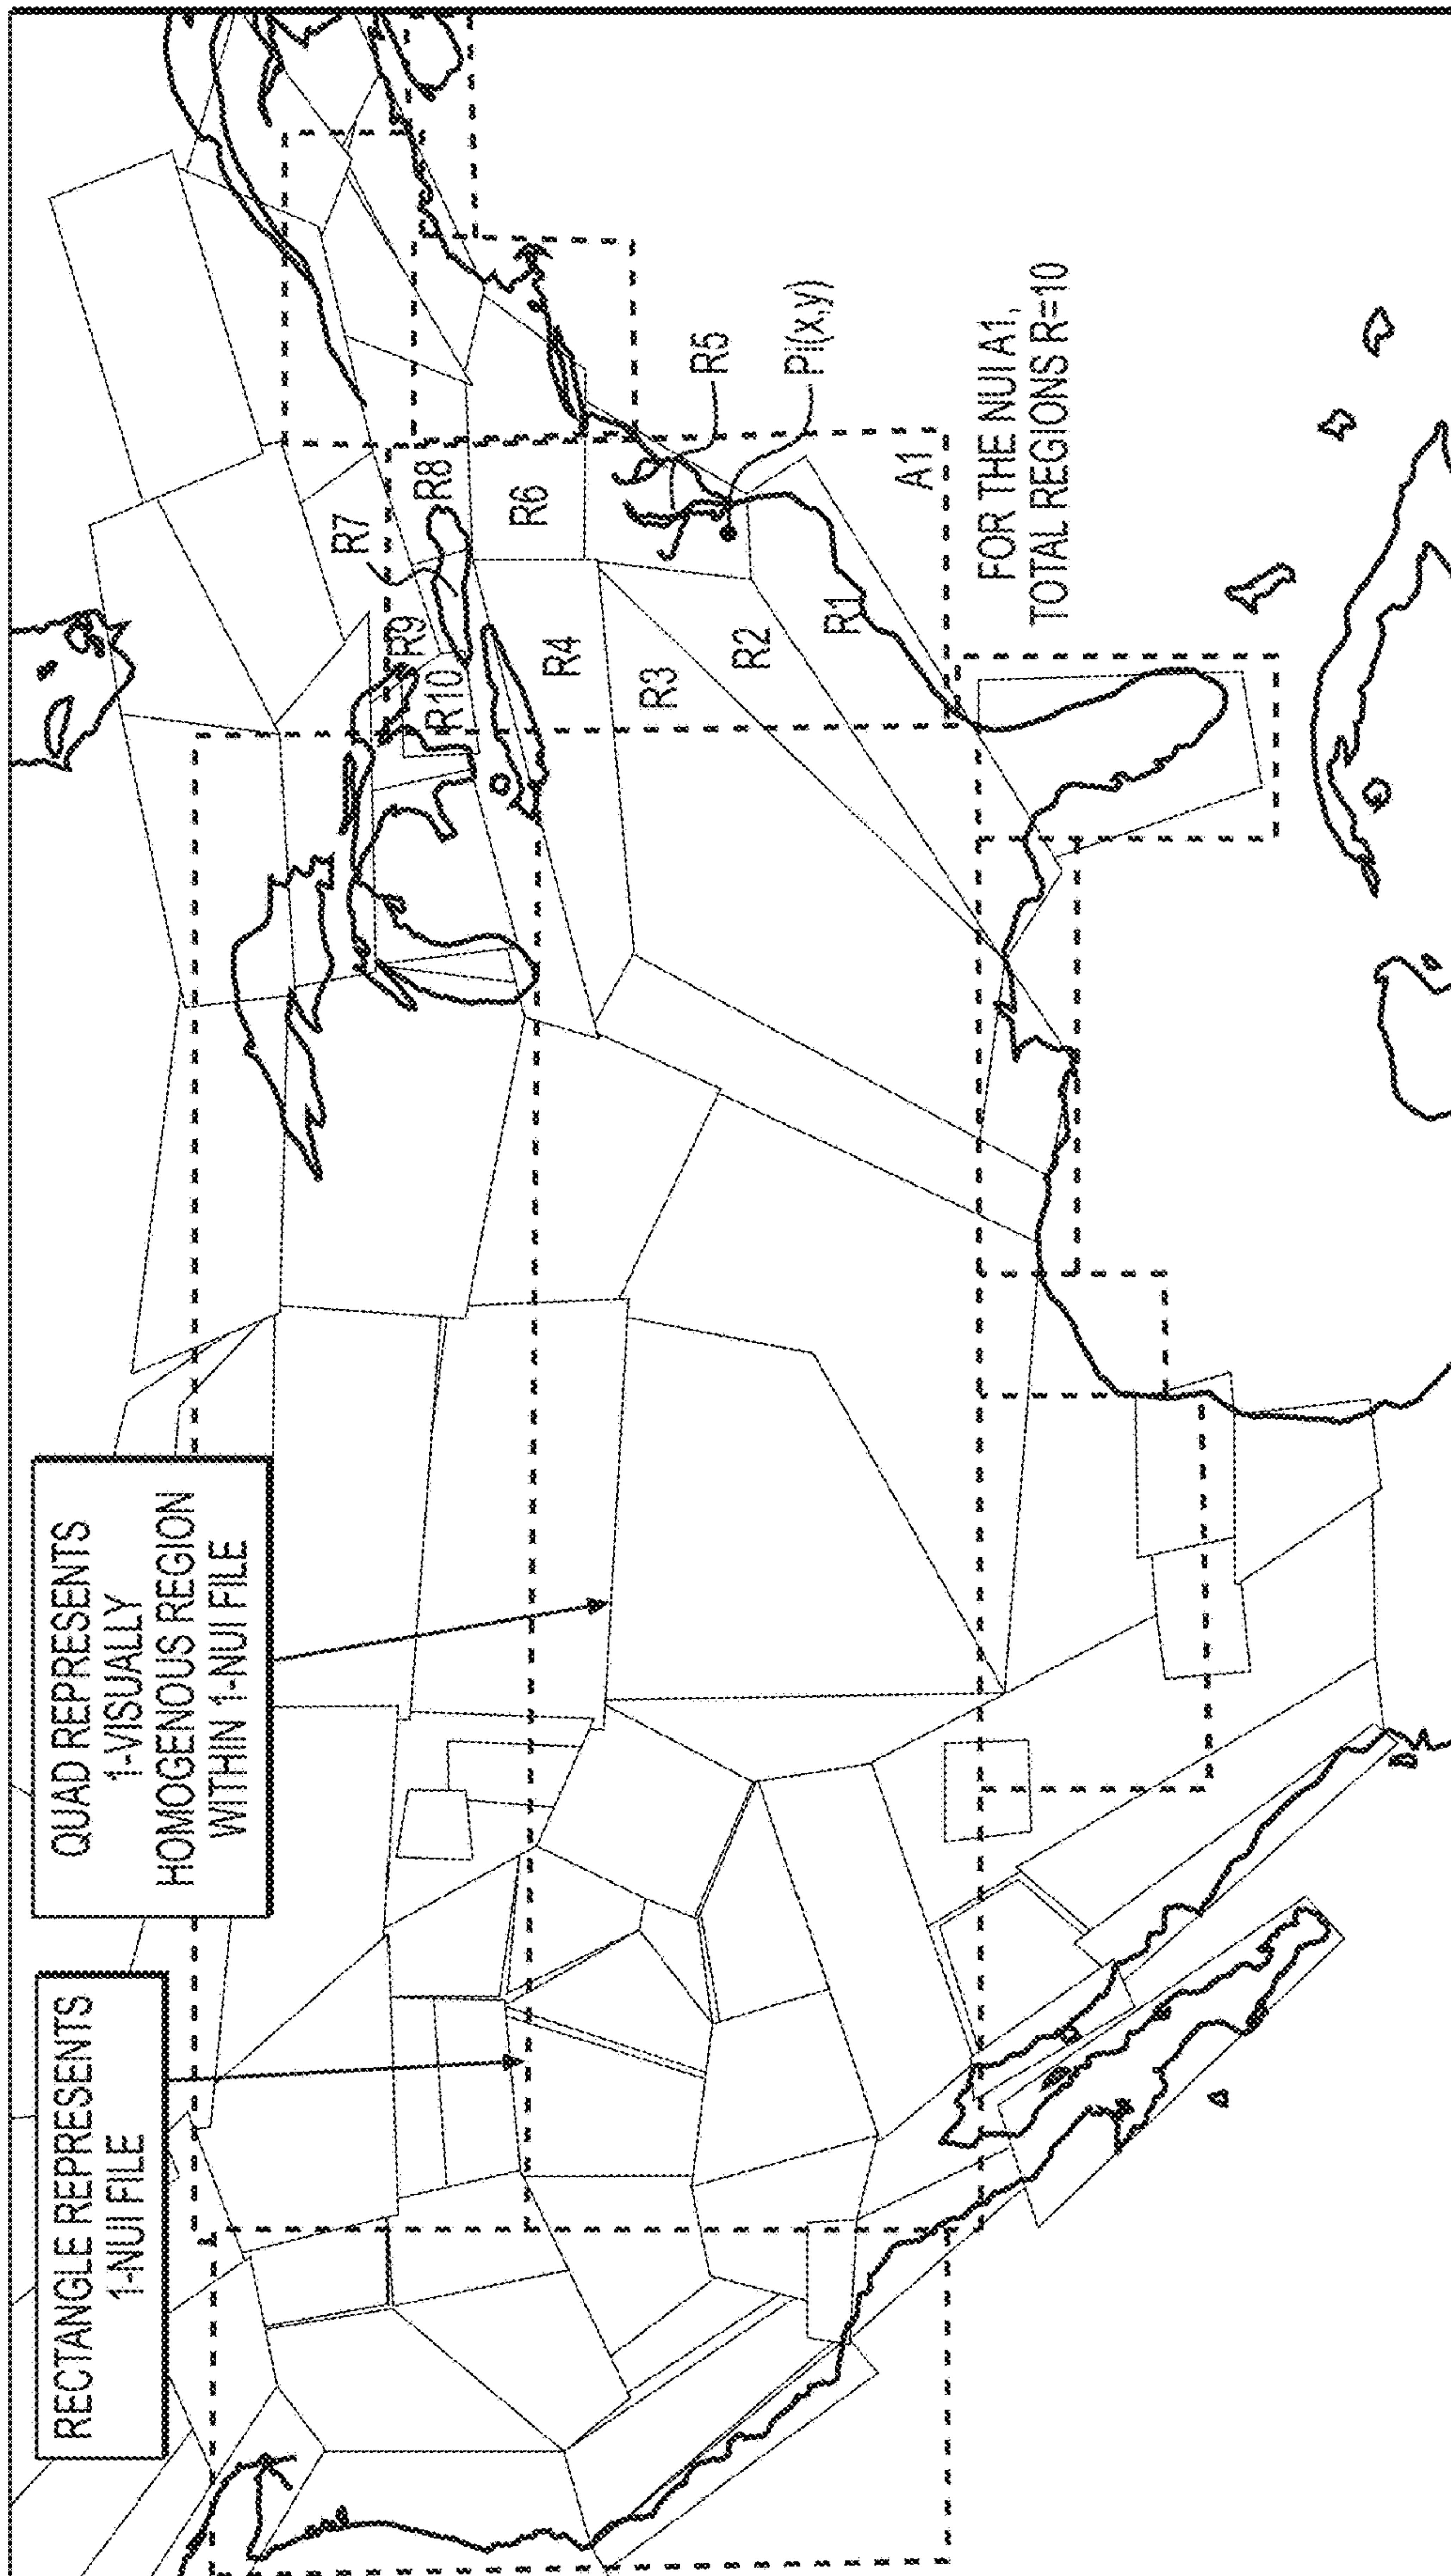 RECTANGLE REPRESENTS
1-NUI FILE
QUAD REPRESENTS
1-VISUALLY
HOMOGENOUS REGION
WITHIN 1-NUI FILE
R7
R8
R9
R10
R6
R4
R3
R2
R1
R5
Pi(x,y)
A1
FOR THE NUI A1,
TOTAL REGIONS R=10